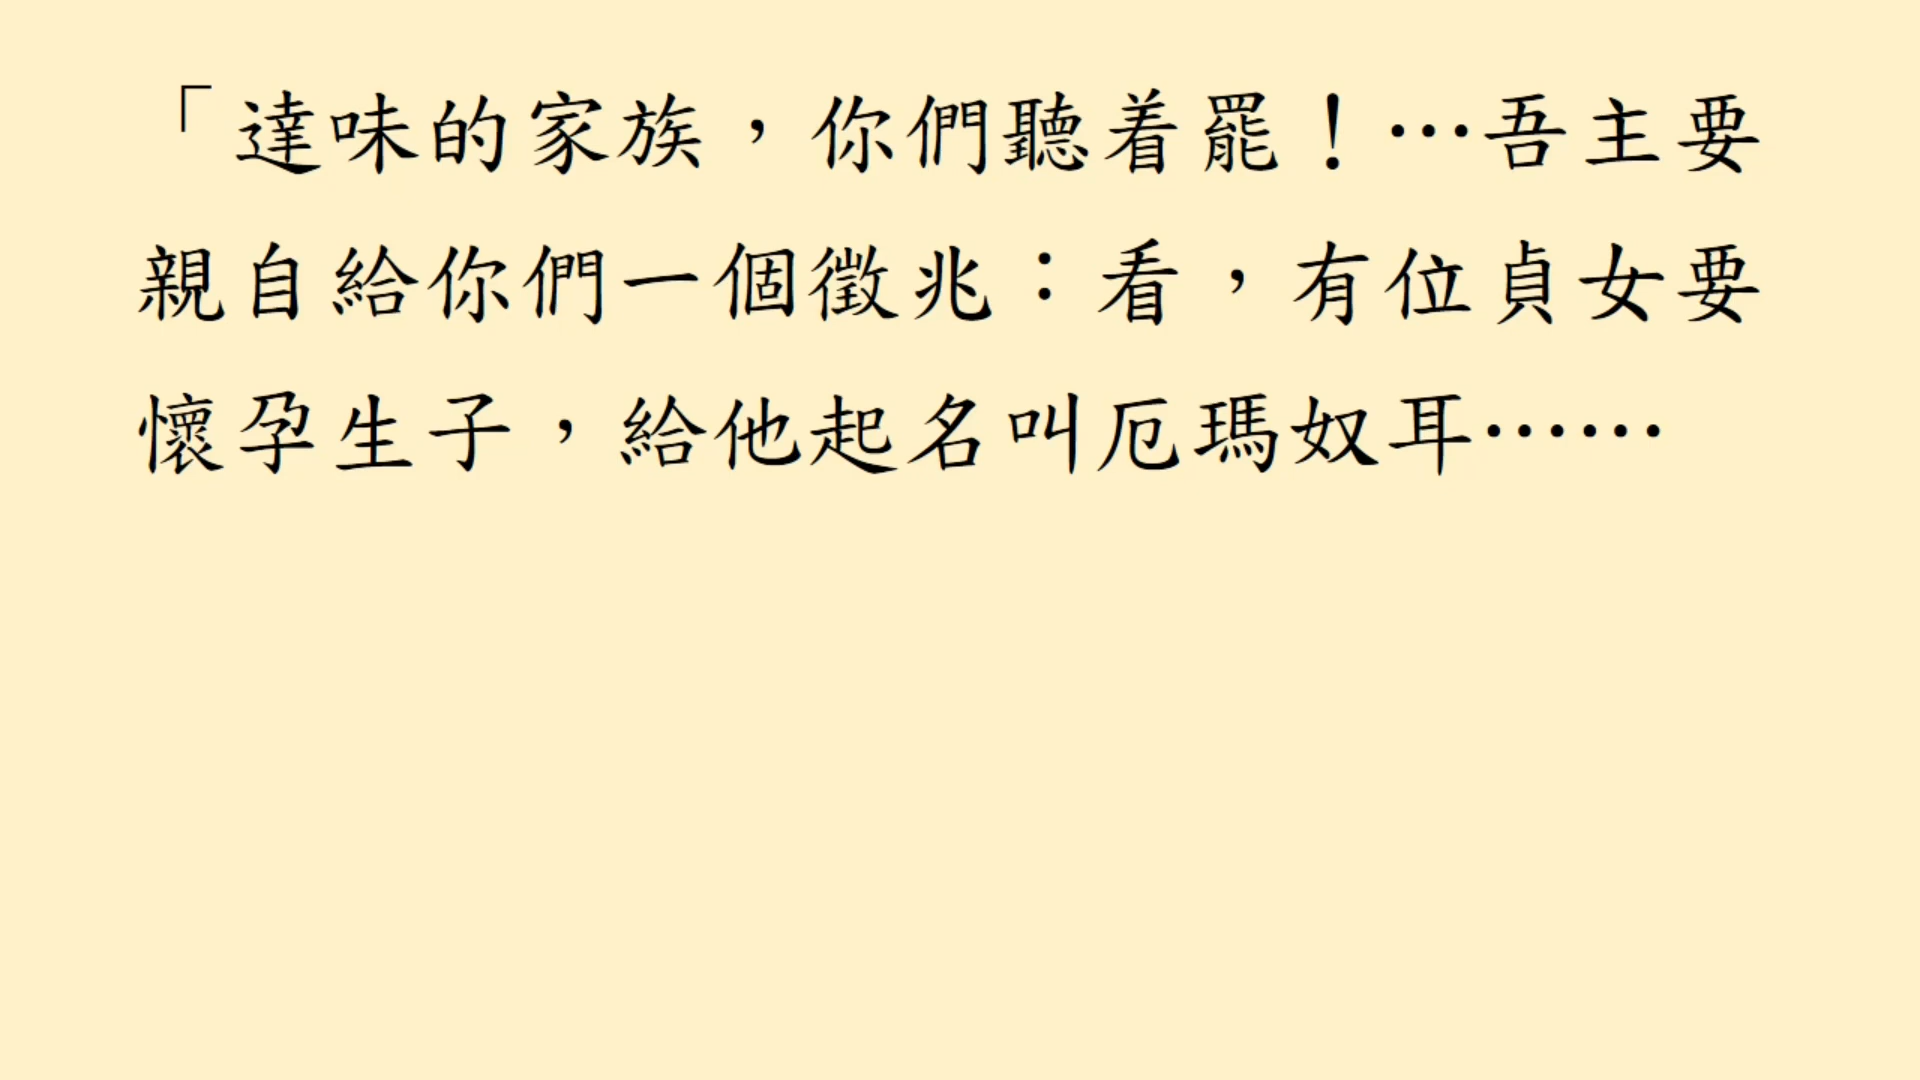 「達味的家族，你們聽着罷！…吾主要
親自給你們一個徵兆：看，有位貞女要
懷孕生子，給他起名叫厄瑪奴耳……